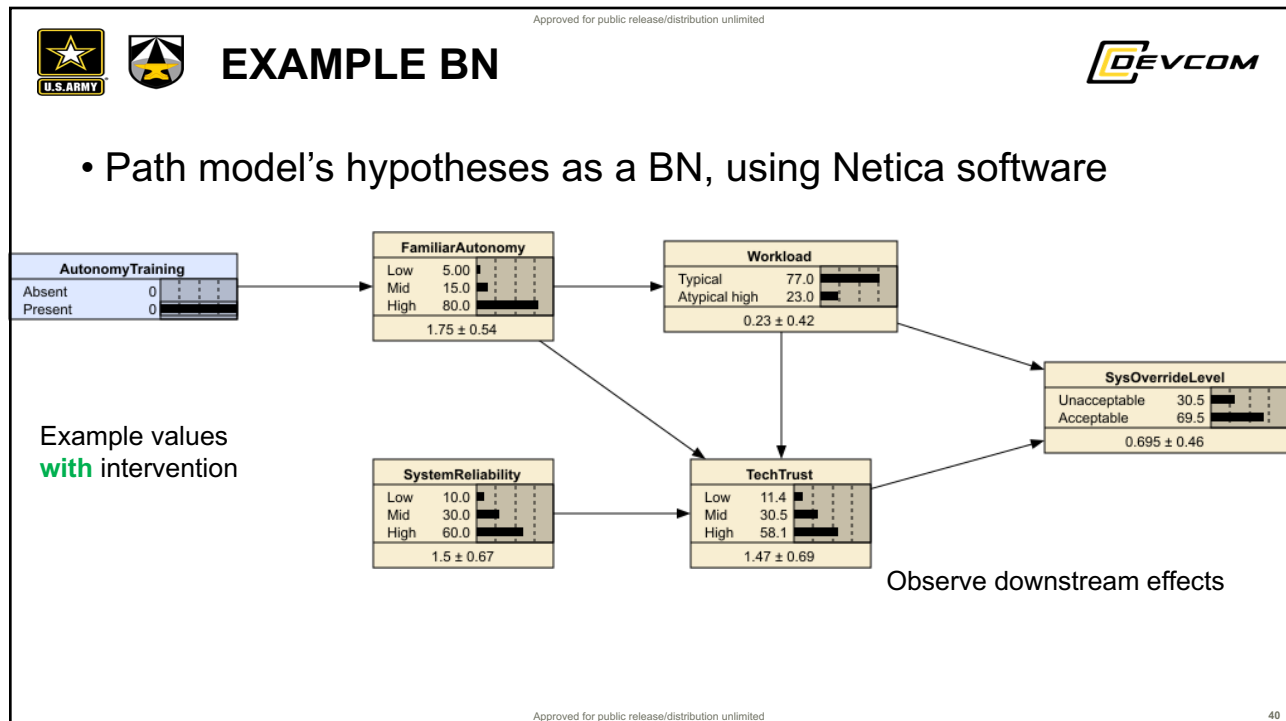 Approved for public release/distribution unlimited
U.S.ARMY
EXAMPLE BN
DEVCOM
• Path model's hypotheses as a BN, using Netica software
AutonomyTraining
Absent 0
Present 0
FamiliarAutonomy
Low 5.00
Mid 15.0
High 80.0
1.75 ± 0.54
Workload
Typical 77.0
Atypical high 23.0
0.23 ± 0.42
SysOverrideLevel
Unacceptable 30.5
Acceptable 69.5
0.695 ± 0.46
Example values
with intervention
SystemReliability
Low 10.0
Mid 30.0
High 60.0
1.5 ± 0.67
TechTrust
Low 11.4
Mid 30.5
High 58.1
1.47 ± 0.69
Observe downstream effects
Approved for public release/distribution unlimited
40